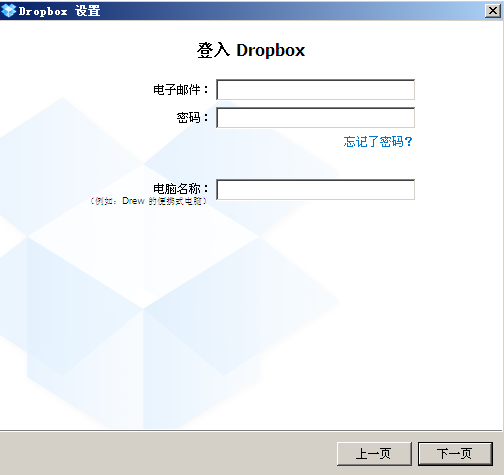 Dropbox 设置
登入 Dropbox
电子邮件：
密码：
忘记了密码？
电脑名称：
（例如：Drew 的便携式电脑）
上一页 下一页